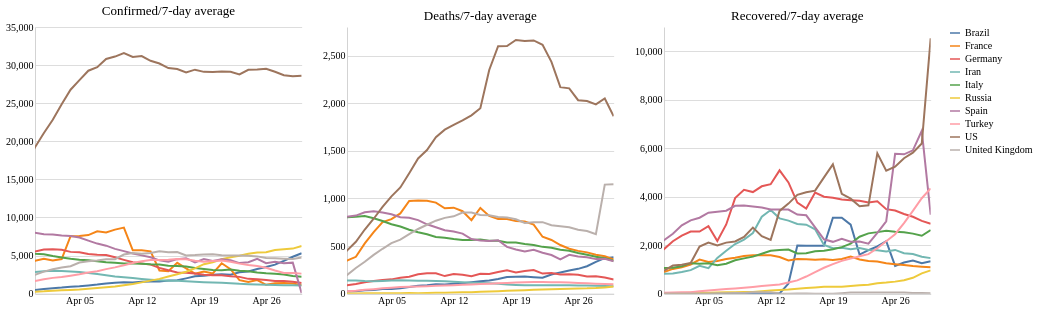 Confirmed/7-day average
35,000
30,000
25,000
20,000
15,000
10,000
5,000
0
Apr 05
Apr 12
Apr 19
Apr 26
Deaths/7-day average
2,500
2,000
1,500
1,000
500
0
Apr 05
Apr 12
Apr 19
Apr 26
Recovered/7-day average
10,000
8,000
6,000
4,000
2,000
0
Apr 05
Apr 12
Apr 19
Apr 26
Brazil
France
Germany
Iran
Italy
Russia
Spain
Turkey
US
United Kingdom